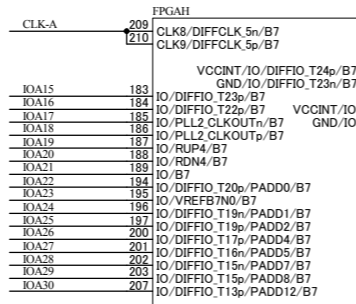 FPGAH
CLK-A 209 CLK8/DIFFCLK_5n/B7
210 CLK9/DIFFCLK_5p/B7
VCCINT/IO/DIFFIO_T24p/B7
GND/IO/DIFFIO_T23n/B7
IOA15 183 IO/DIFFIO_T23p/B7
IOA16 184 IO/DIFFIO_T22p/B7 VCCINT/IO
IOA17 185 IO/PLL2_CLKOUTn/B7 GND/IO
IOA18 186 IO/PLL2_CLKOUTp/B7
IOA19 187 IO/RUP4/B7
IOA20 188 IO/RDN4/B7
IOA21 189 IO/B7
IOA22 194 IO/DIFFIO_T20p/PADD0/B7
IOA23 195 IO/VREFB7N0/B7
IOA24 196 IO/DIFFIO_T19n/PADD1/B7
IOA25 197 IO/DIFFIO_T19p/PADD2/B7
IOA26 200 IO/DIFFIO_T17p/PADD4/B7
IOA27 201 IO/DIFFIO_T16n/PADD5/B7
IOA28 202 IO/DIFFIO_T15n/PADD7/B7
IOA29 203 IO/DIFFIO_T15p/PADD8/B7
IOA30 207 IO/DIFFIO_T13p/PADD12/B7